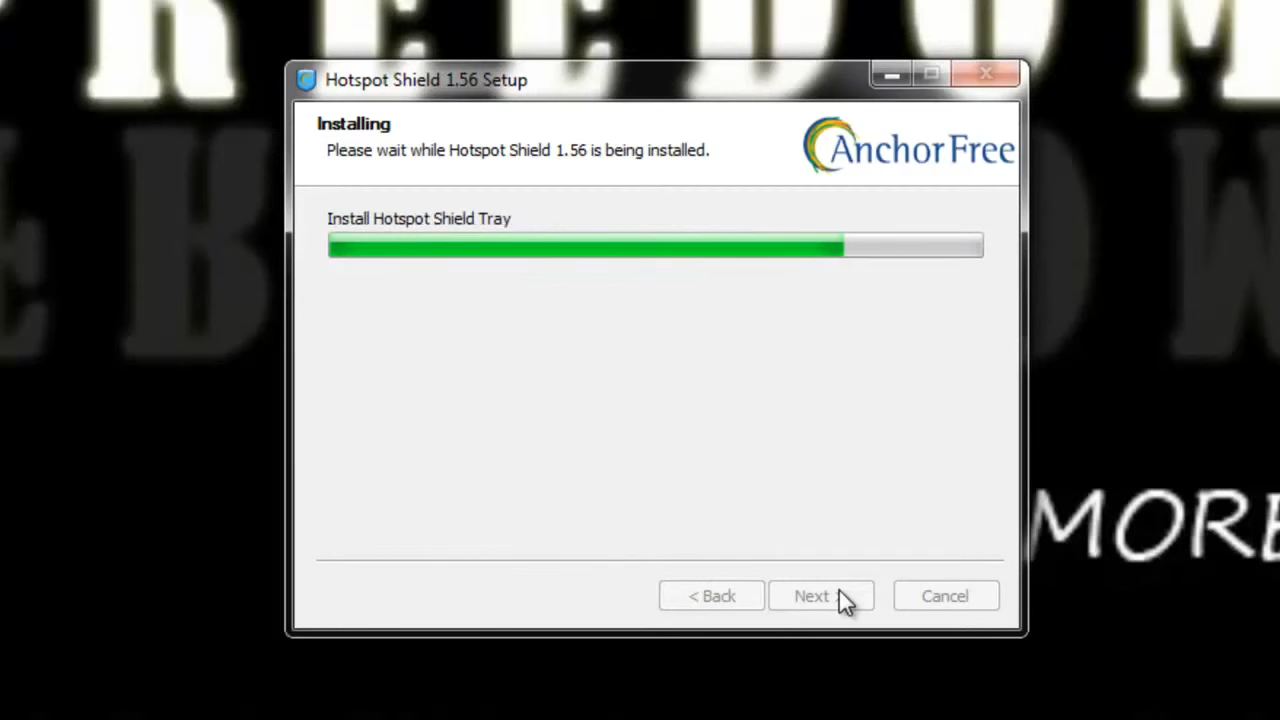 FREEDOM
Hotspot Shield 1.56 Setup
Installing
Please wait while Hotspot Shield 1.56 is being installed.
AnchorFree
Install Hotspot Shield Tray
MORE
< Back
Next >
Cancel